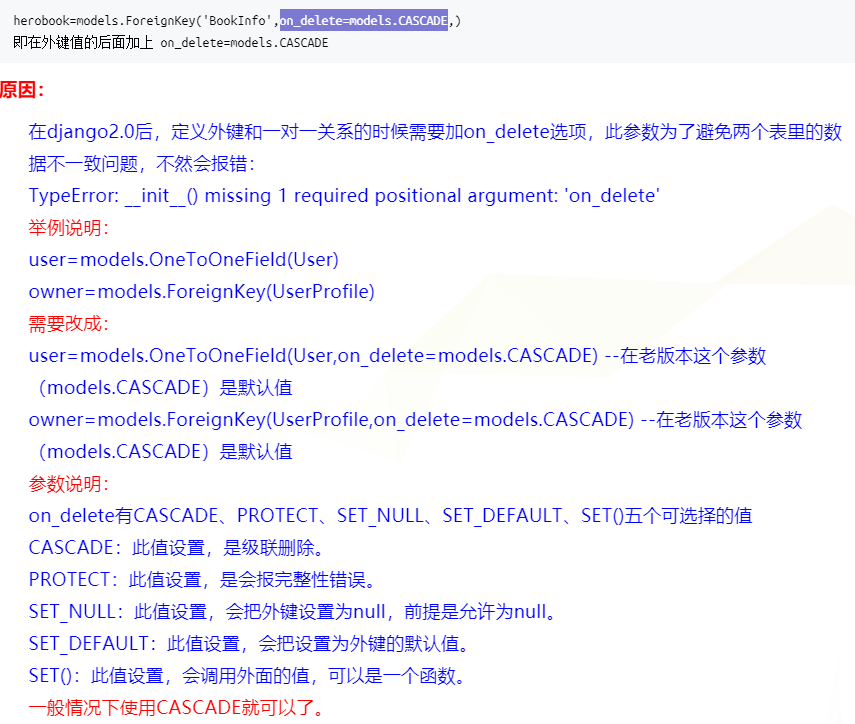 herobook=models.ForeignKey('BookInfo',on_delete=models.CASCADE,)
即在外键值的后面加上 on_delete=models.CASCADE
原因：
在django2.0后，定义外键和一对一关系的时候需要加on_delete选项，此参数为了避免两个表里的数
据不一致问题，不然会报错：
TypeError: __init__() missing 1 required positional argument: 'on_delete'
举例说明：
user=models.OneToOneField(User)
owner=models.ForeignKey(UserProfile)
需要改成：
user=models.OneToOneField(User,on_delete=models.CASCADE) --在老版本这个参数
（models.CASCADE）是默认值
owner=models.ForeignKey(UserProfile,on_delete=models.CASCADE) --在老版本这个参数
（models.CASCADE）是默认值
参数说明：
on_delete有CASCADE、PROTECT、SET_NULL、SET_DEFAULT、SET()五个可选择的值
CASCADE：此值设置，是级联删除。
PROTECT：此值设置，是会报完整性错误。
SET_NULL：此值设置，会把外键设置为null，前提是允许为null。
SET_DEFAULT：此值设置，会把设置为外键的默认值。
SET()：此值设置，会调用外面的值，可以是一个函数。
一般情况下使用CASCADE就可以了。